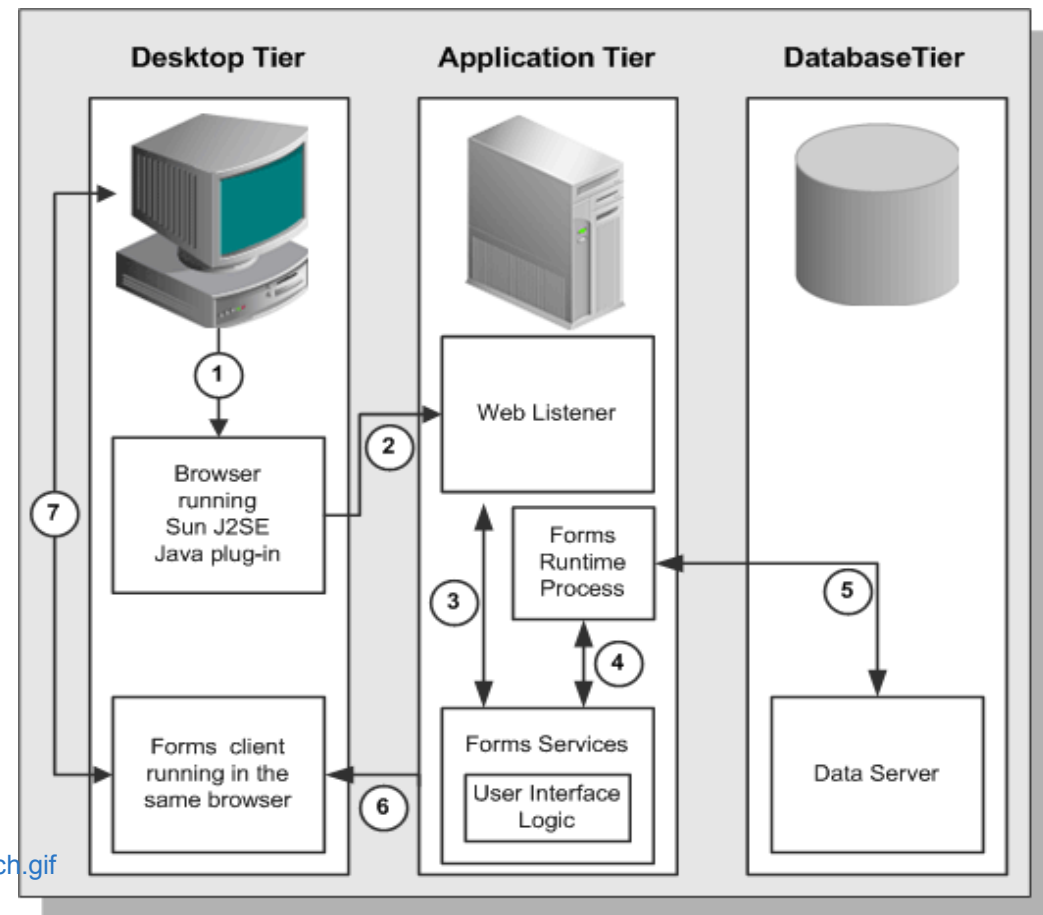 Desktop Tier
Application Tier
DatabaseTier
1
Browser
running
Sun J2SE
Java plug-in
2
Web Listener
Forms
Runtime
Process
3
4
5
7
Forms client
running in the
same browser
6
Forms Services
User Interface
Logic
Data Server
ch.gif